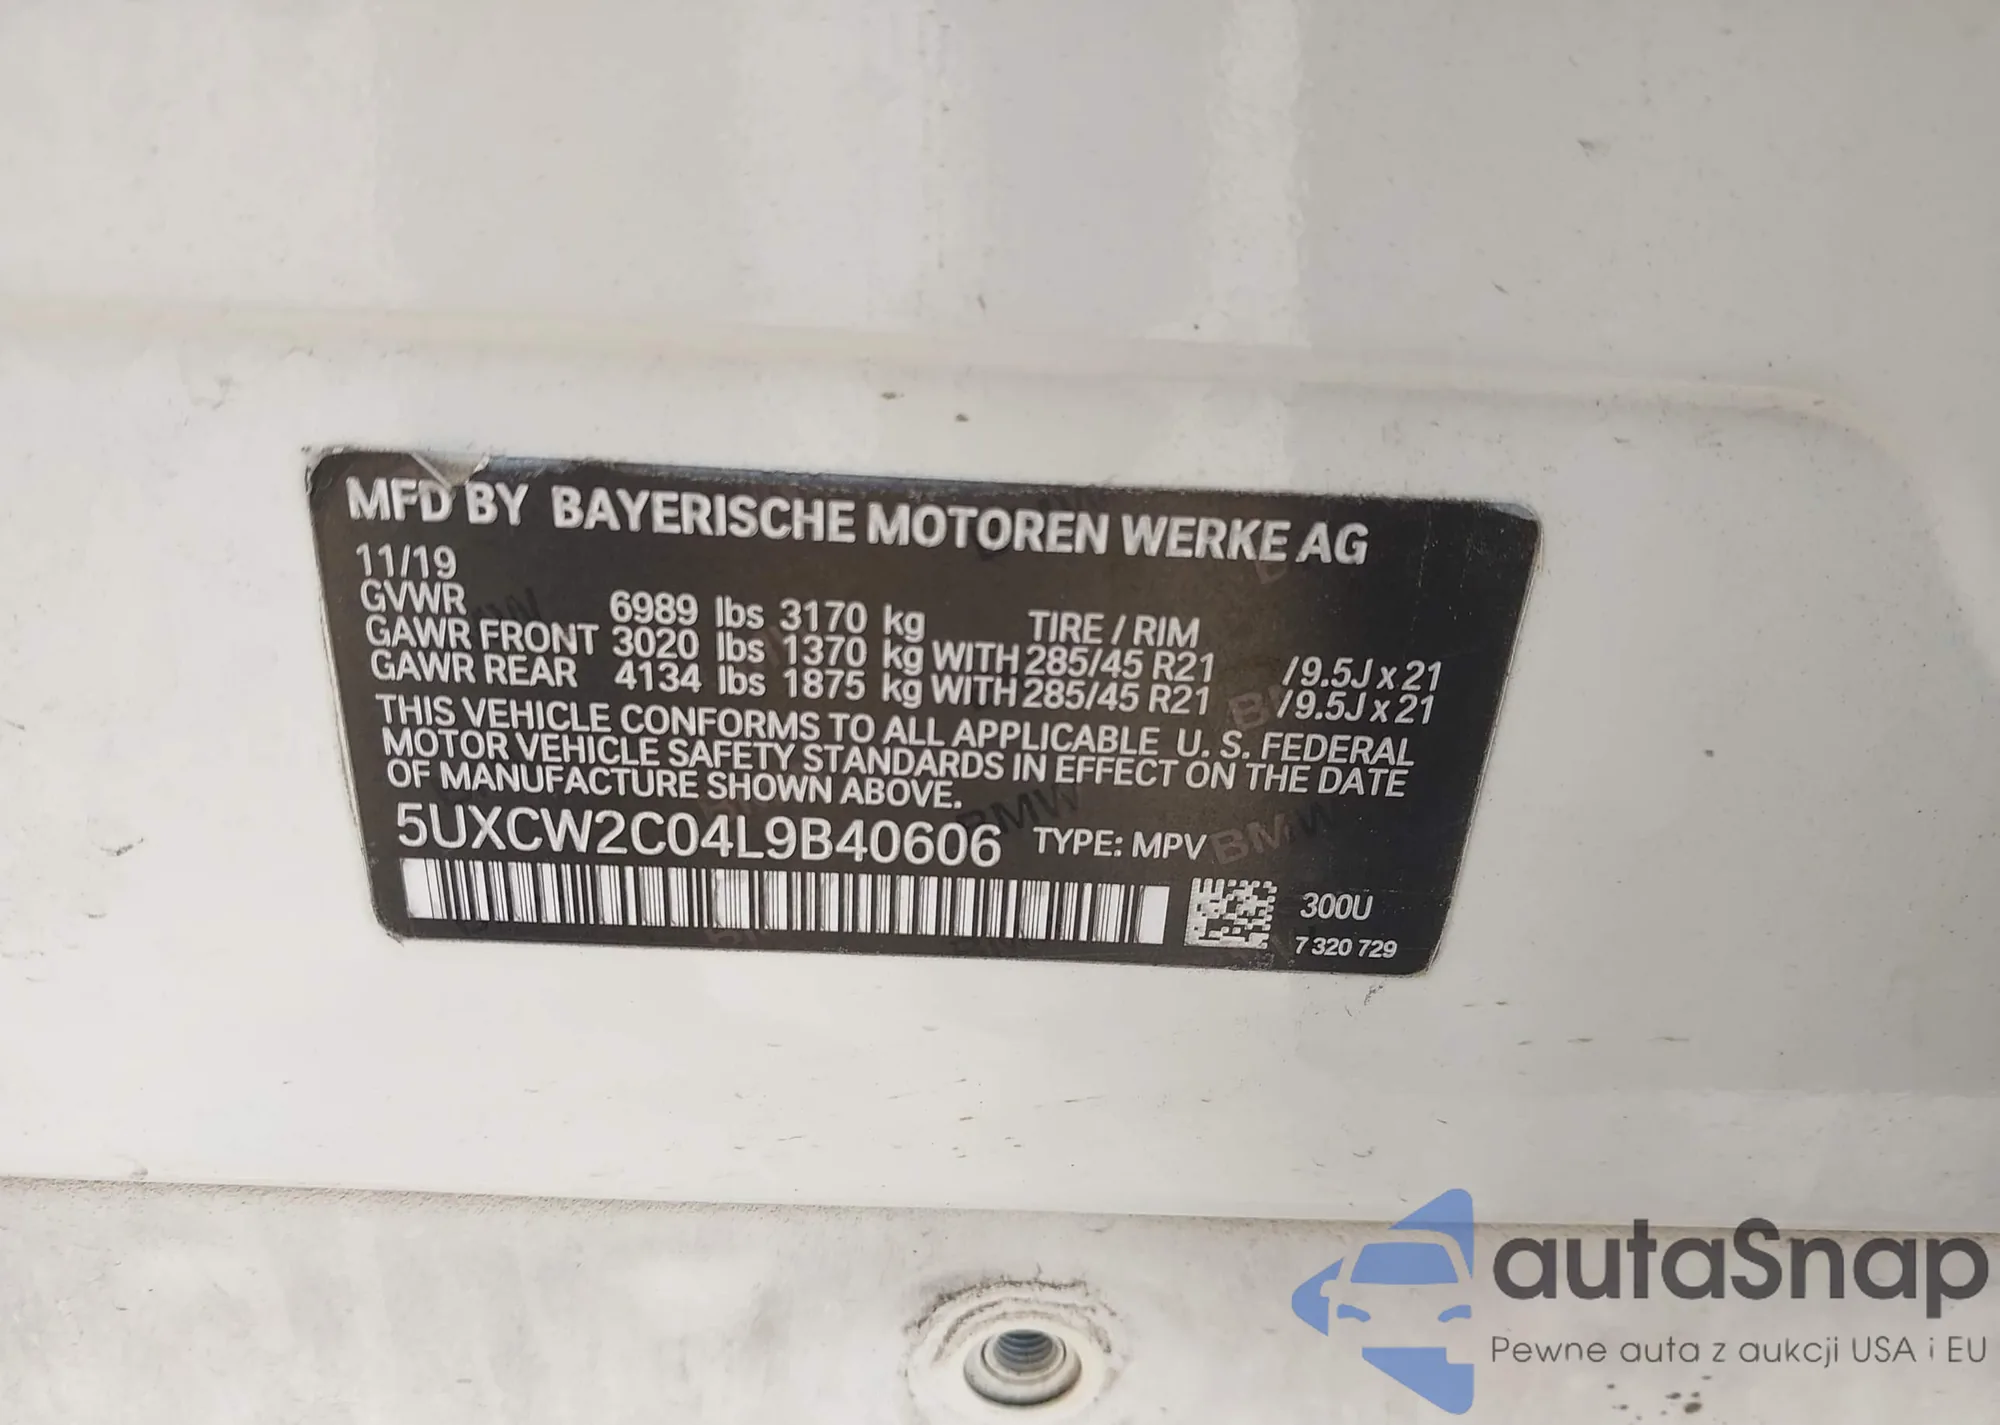 MFD BY BAYERISCHE MOTOREN WERKE AG
11/19
GVWR 6989 lbs 3170 kg TIRE / RIM
GAWR FRONT 3020 lbs 1370 kg WITH 285/45 R21 /9.5J x 21
GAWR REAR 4134 lbs 1875 kg WITH 285/45 R21 /9.5J x 21
THIS VEHICLE CONFORMS TO ALL APPLICABLE U. S. FEDERAL
MOTOR VEHICLE SAFETY STANDARDS IN EFFECT ON THE DATE
OF MANUFACTURE SHOWN ABOVE.
5UXCW2C04L9B40606 TYPE: MPV
300U
7 320 729
autaSnap
Pewne auta z aukcji USA i EU